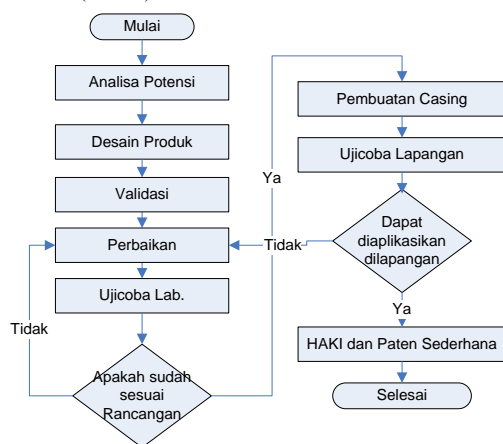 Mulai
Analisa Potensi
Desain Produk
Validasi
Perbaikan
Ujicoba Lab.
Tidak
Apakah sudah
sesuai
Rancangan
Ya
Pembuatan Casing
Ujicoba Lapangan
Dapat
diaplikasikan
dilapangan
Tidak
Ya
HAKI dan Paten Sederhana
Selesai